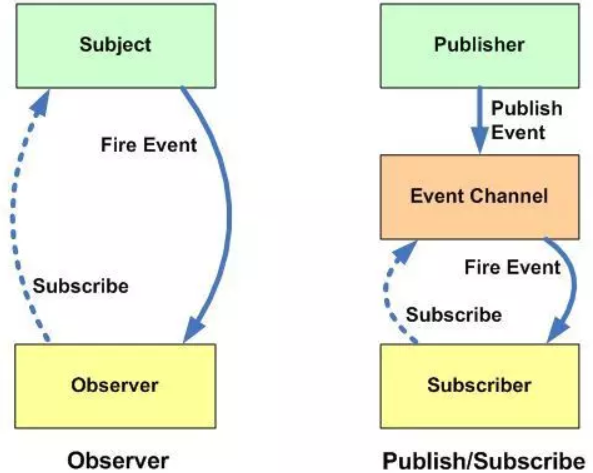 Subject
Fire Event
Subscribe
Observer
Observer
Publisher
Publish
Event
Event Channel
Fire Event
Subscribe
Subscriber
Publish/Subscribe